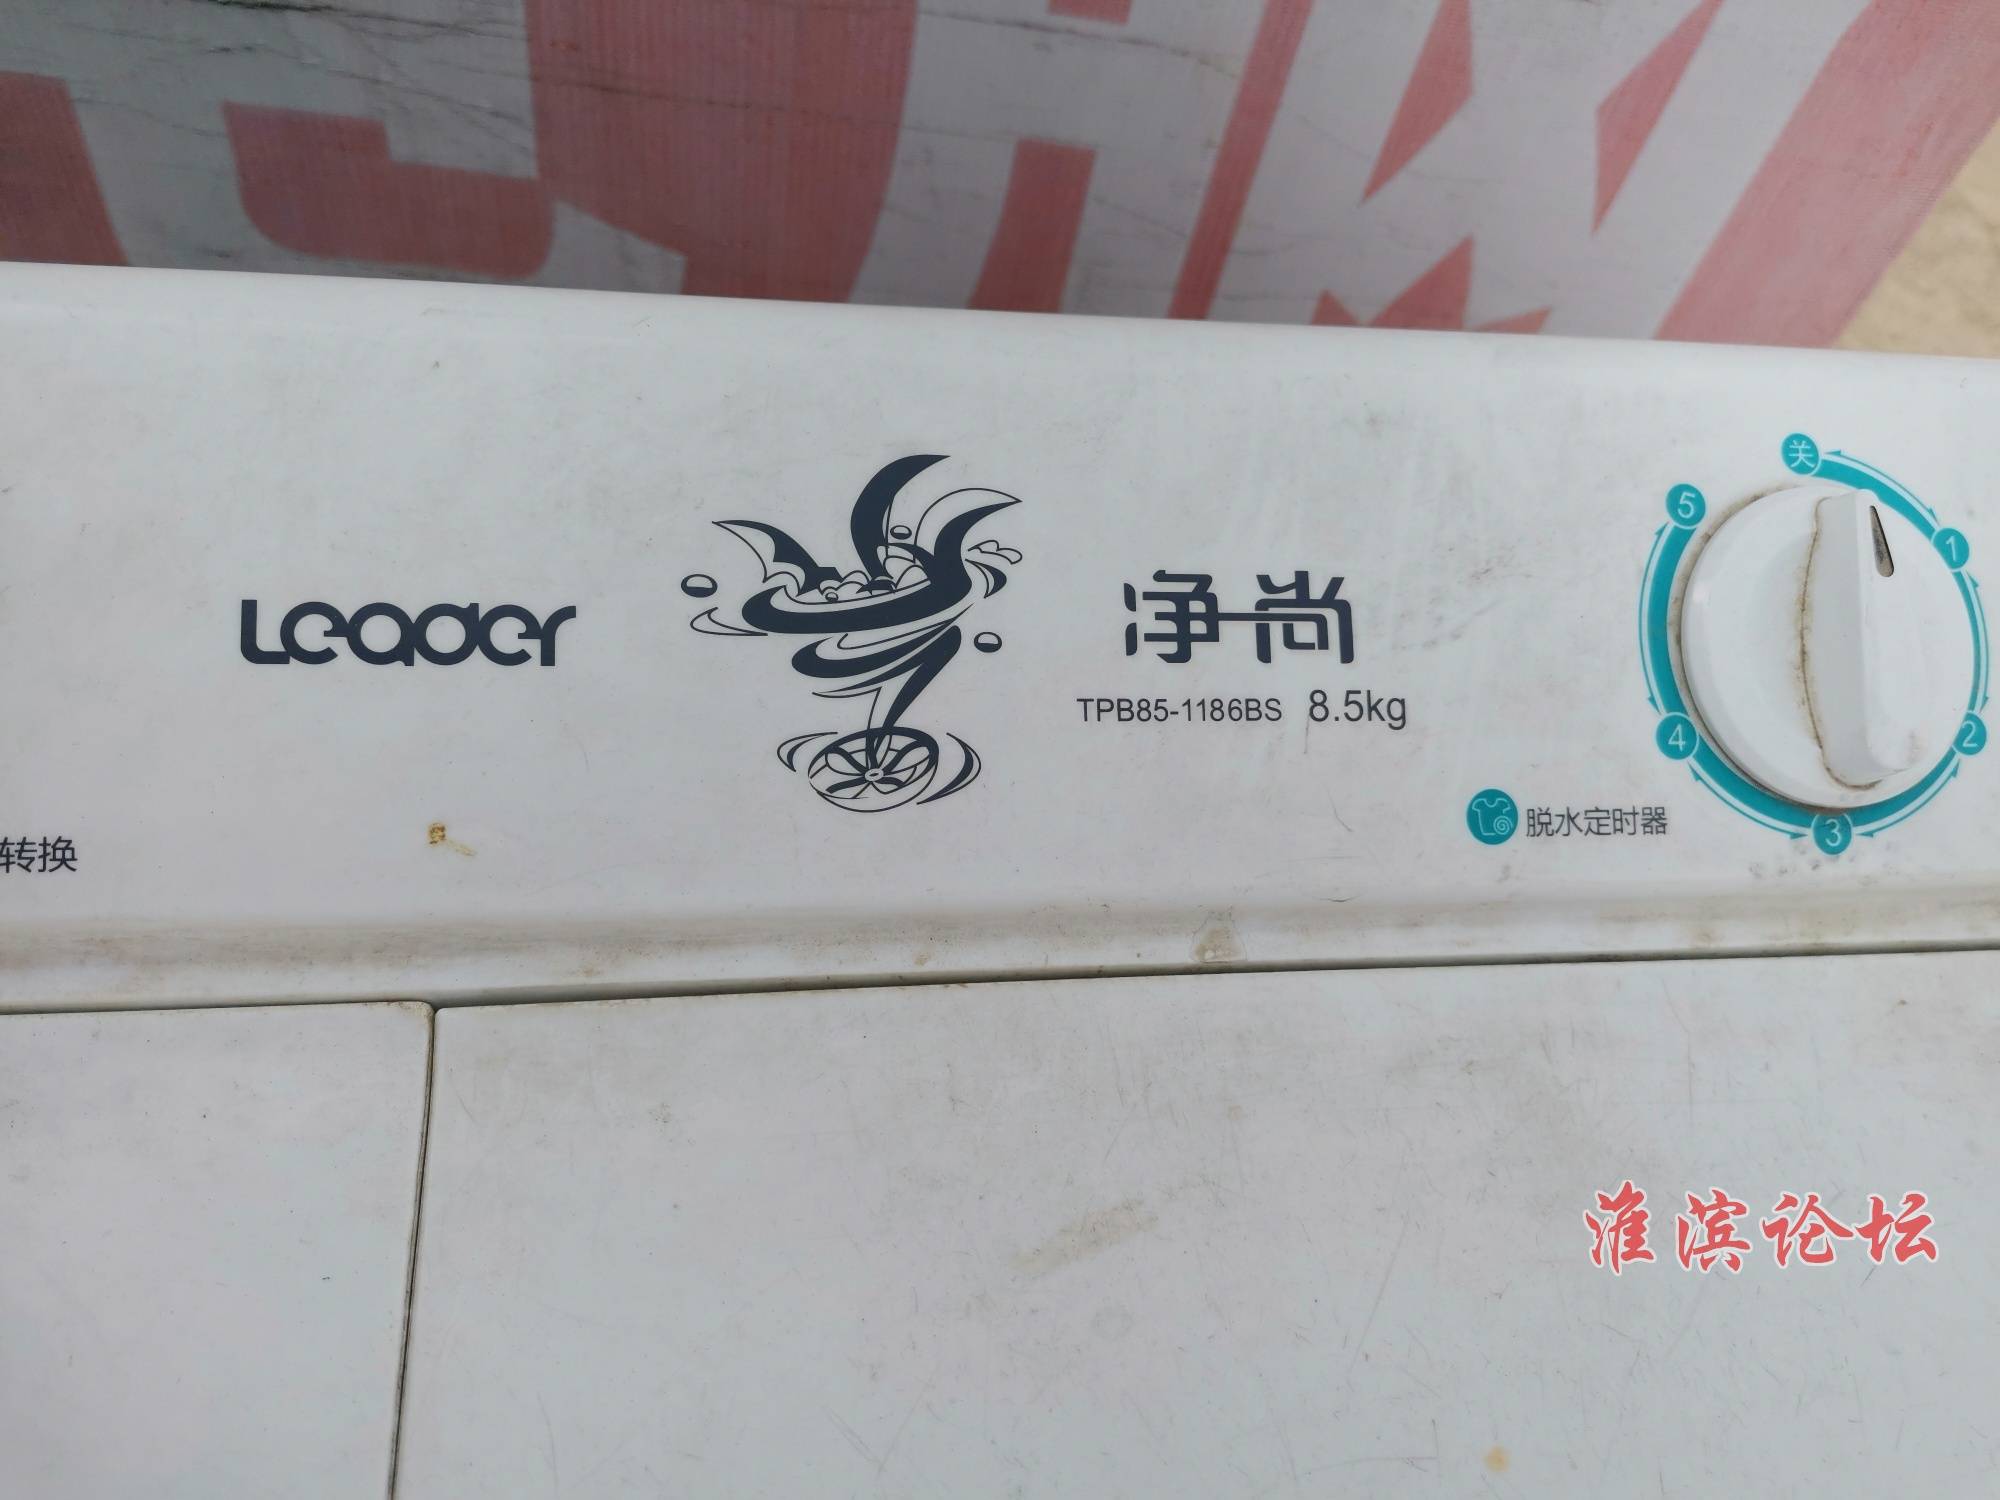 Leader
净尚
TPB85-1186BS 8.5kg
关
1
2
3
4
5
脱水定时器
转换
淮滨论坛